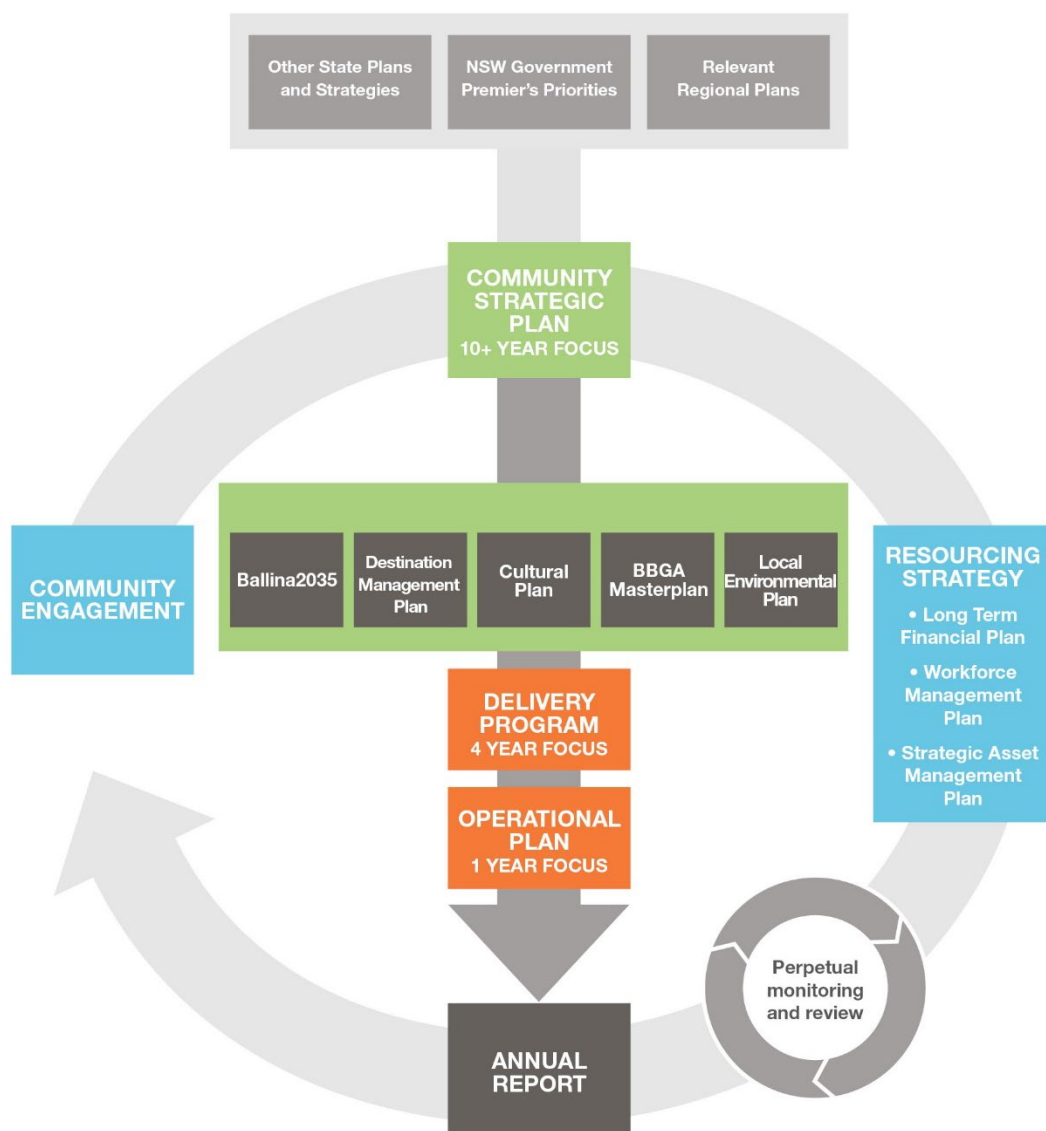 Other State Plans
and Strategies
NSW Government
Premier's Priorities
Relevant
Regional Plans
COMMUNITY
STRATEGIC
PLAN
10+ YEAR FOCUS
COMMUNITY
ENGAGEMENT
Ballina2035
Destination
Management
Plan
Cultural
Plan
BBGA
Masterplan
Local
Environmental
Plan
RESOURCING
STRATEGY
• Long Term
Financial Plan
• Workforce
Management
Plan
• Strategic Asset
Management
Plan
DELIVERY
PROGRAM
4 YEAR FOCUS
OPERATIONAL
PLAN
1 YEAR FOCUS
Perpetual
monitoring
and review
ANNUAL
REPORT